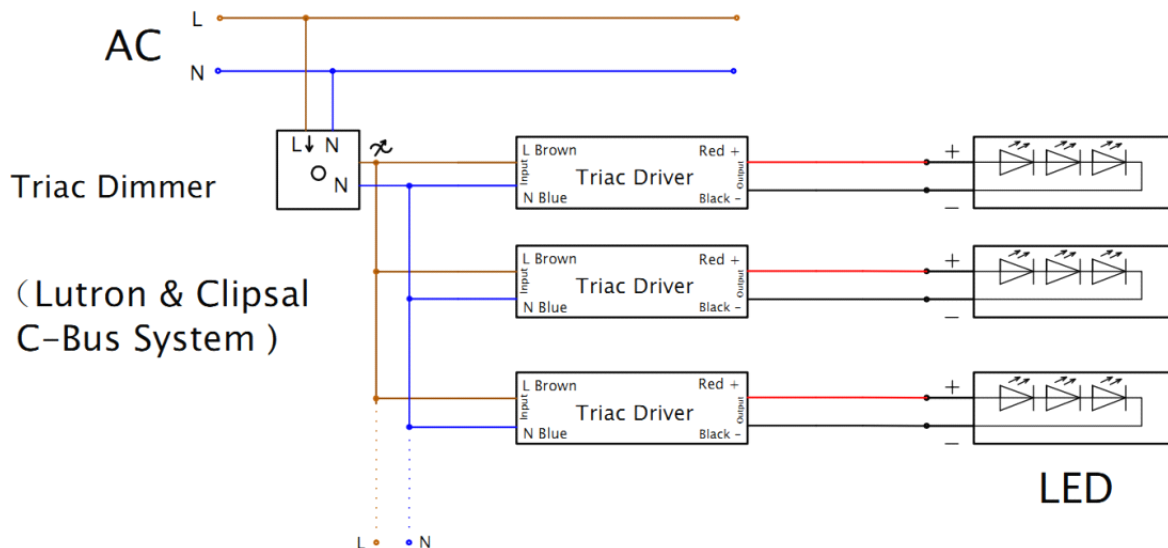 L
AC
N
L N
N
Triac Dimmer
（Lutron & Clipsal
C-Bus System )
L Brown
Input
N Blue
Triac Driver
Red +
Output
Black -
+
-
L Brown
Input
N Blue
Triac Driver
Red +
Output
Black -
+
-
L Brown
Input
N Blue
Triac Driver
Red +
Output
Black -
+
-
LED
L N